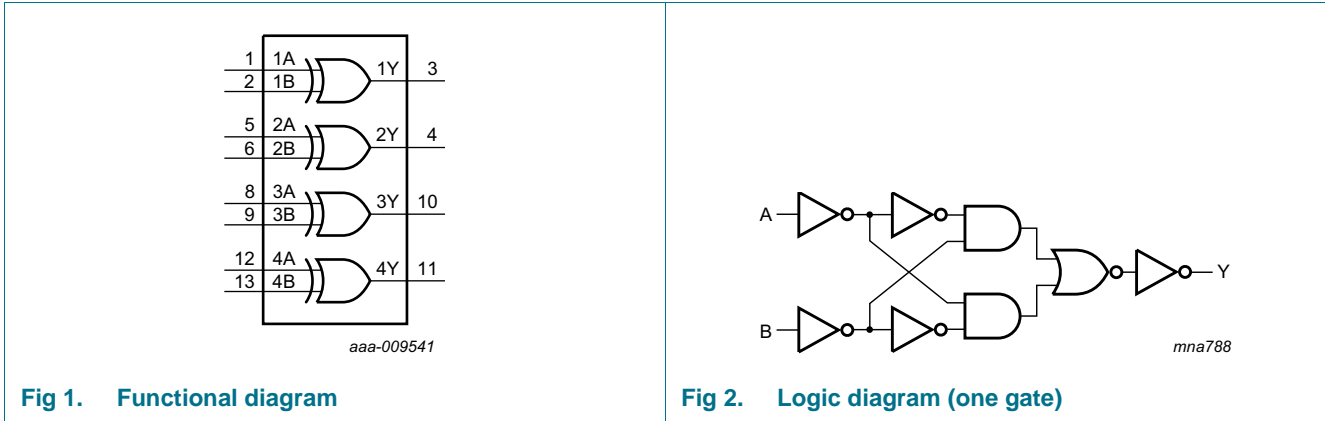 1 1A 1Y 3
2 1B
5 2A 2Y 4
6 2B
8 3A 3Y 10
9 3B
12 4A 4Y 11
13 4B
aaa-009541
Fig 1. Functional diagram
A
Y
B
mna788
Fig 2. Logic diagram (one gate)